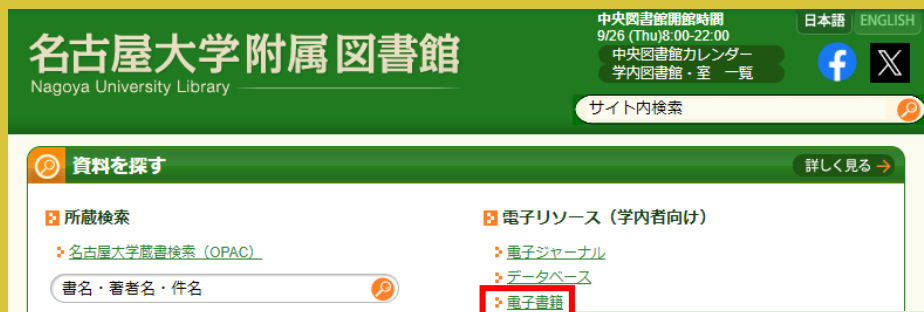 名古屋大学附属図書館
Nagoya University Library
中央図書館開館時間
9/26 (Thu)8:00-22:00
中央図書館カレンダー
学内図書館・室 一覧
日本語 ENGLISH
サイト内検索
資料を探す
詳しく見る
所蔵検索
名古屋大学蔵書検索（OPAC）
書名・著者名・件名
電子リソース（学内者向け）
電子ジャーナル
データベース
電子書籍